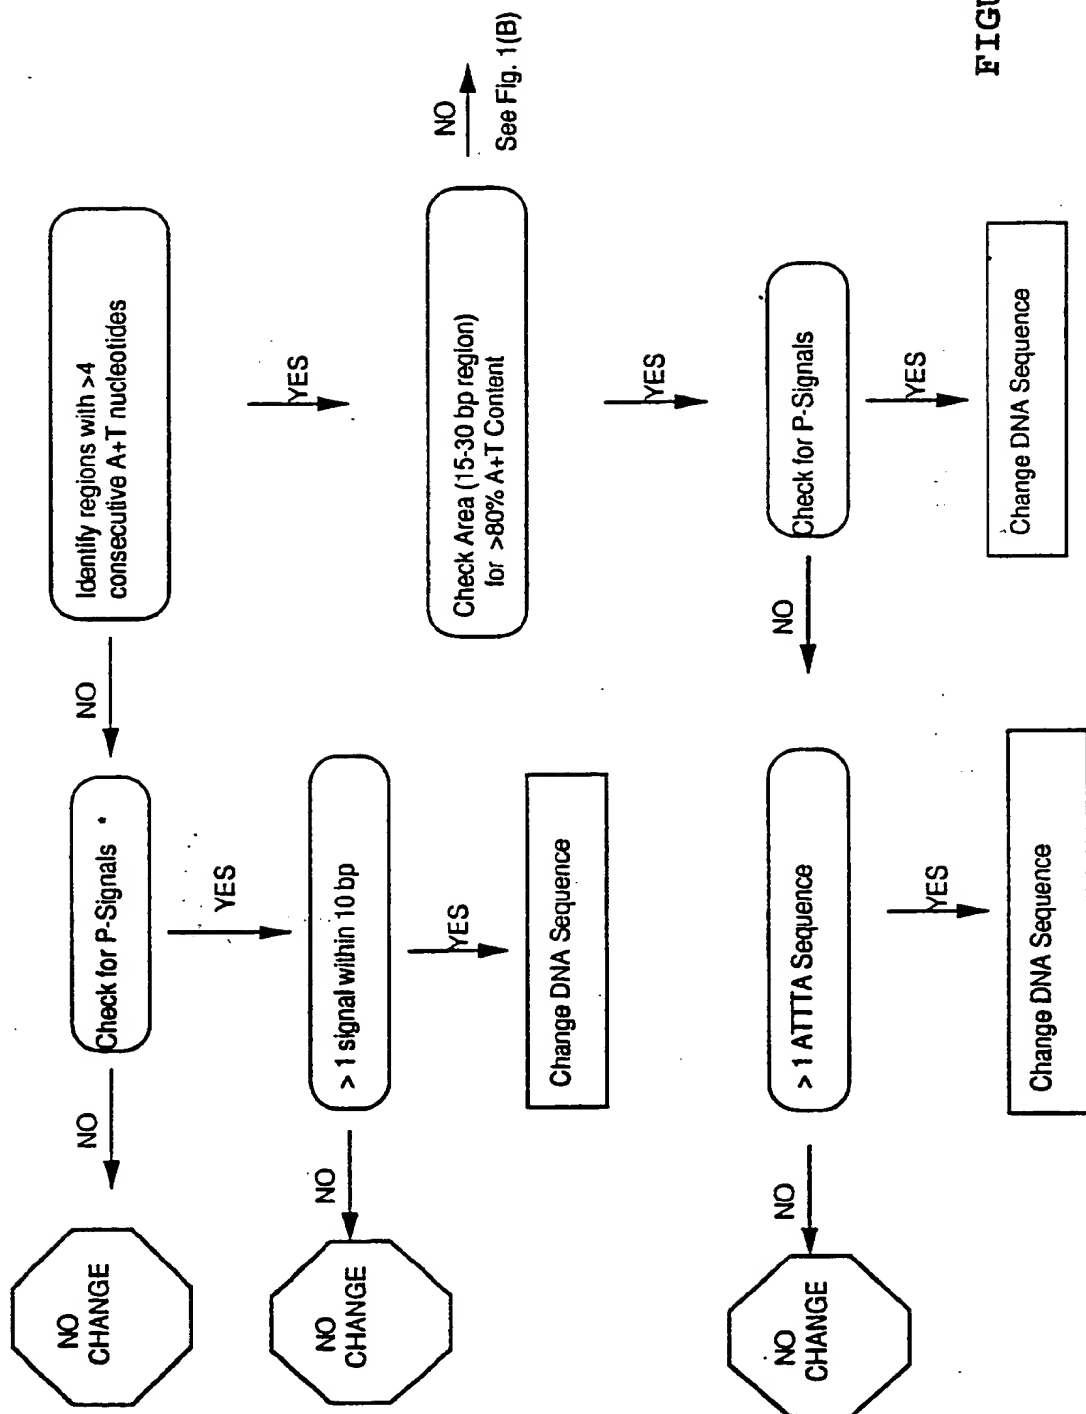 NO
CHANGE
NO
Check for P-Signals *
NO
Identify regions with >4
consecutive A+T nucleotides
YES
YES
NO
CHANGE
NO
> 1 signal within 10 bp
YES
Change DNA Sequence
Check Area (15-30 bp region)
for >80% A+T Content
NO
See Fig. 1(B)
YES
NO
CHANGE
NO
> 1 ATTTA Sequence
NO
Check for P-Signals
YES
YES
Change DNA Sequence
Change DNA Sequence